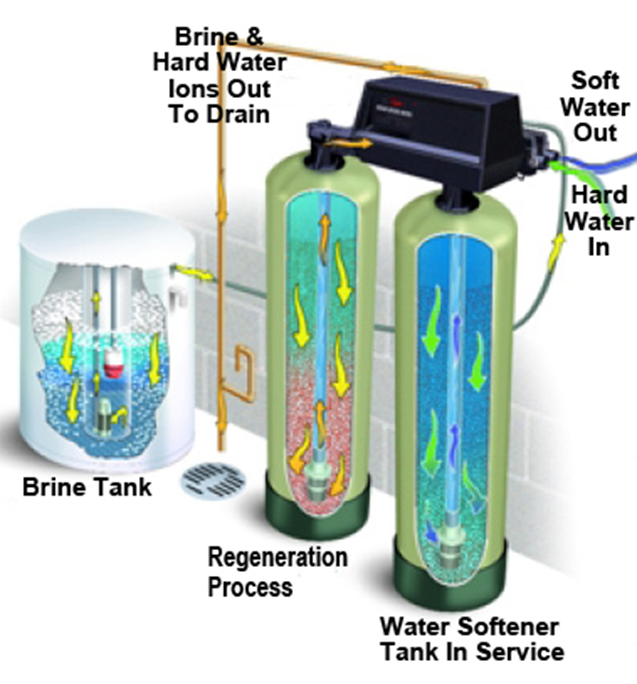 Brine &
Hard Water
Ions Out
To Drain
Soft
Water
Out
Hard
Water
In
Brine Tank
Regeneration
Process
Water Softener
Tank In Service